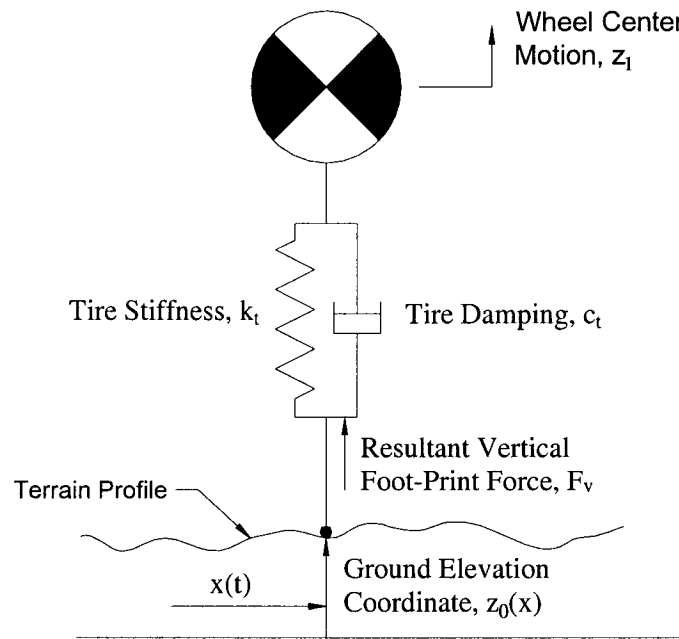 Wheel Center
Motion, z₁
Tire Stiffness, kₜ
Tire Damping, cₜ
Resultant Vertical
Foot-Print Force, Fᵥ
Terrain Profile
x(t)
Ground Elevation
Coordinate, z₀(x)